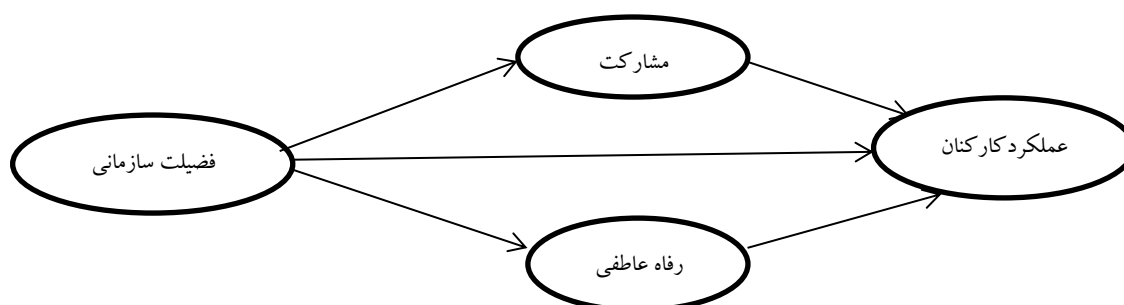 مشارکت
عملکرد کارکنان
فضیلت سازمانی
رفاه عاطفی